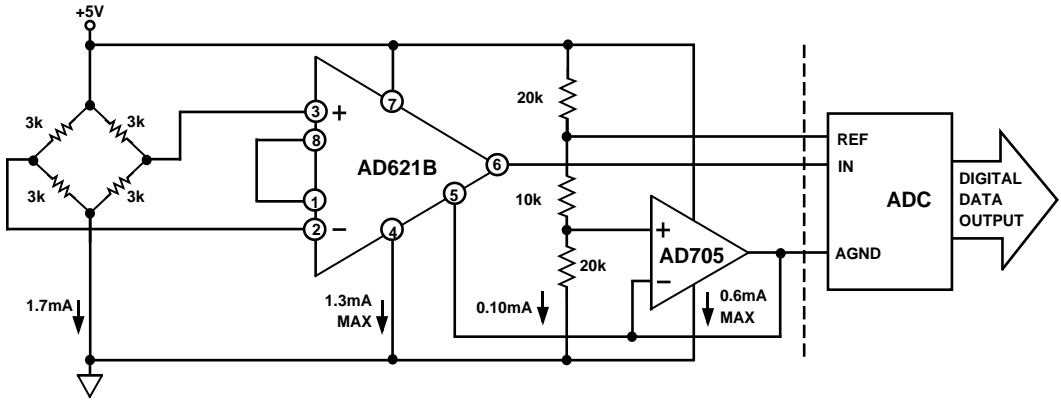 +5V
3k
3k
3k
3k
1.7mA
3
+
8
1
2
–
7
AD621B
6
5
4
1.3mA
MAX
20k
10k
20k
0.10mA
+
AD705
–
0.6mA
MAX
REF
IN
ADC
AGND
DIGITAL
DATA
OUTPUT